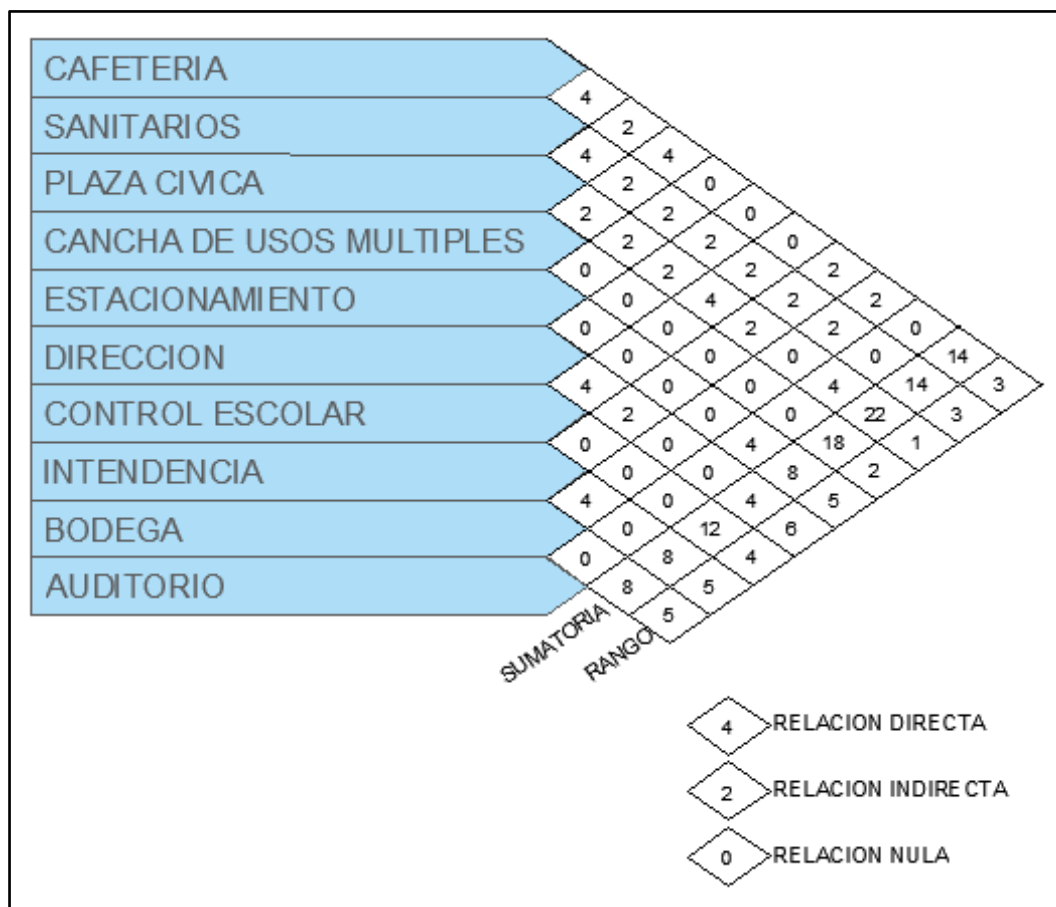 CAFETERIA
4
SANITARIOS 2
4 4
PLAZA CIVICA 2 0
2 2 0
CANCHA DE USOS MULTIPLES 2 2 0
0 2 2 2
ESTACIONAMIENTO 0 4 2 2
0 0 2 2 0
DIRECCION 0 0 0 0 14
4 0 0 4 14 3
CONTROL ESCOLAR 2 0 0 22 3
0 0 4 18 1
INTENDENCIA 0 0 8 2
4 0 4 5
BODEGA 0 12 6
0 8 4
AUDITORIO 8 5
5
SUMATORIA
RANGO
4 RELACION DIRECTA
2 RELACION INDIRECTA
0 RELACION NULA